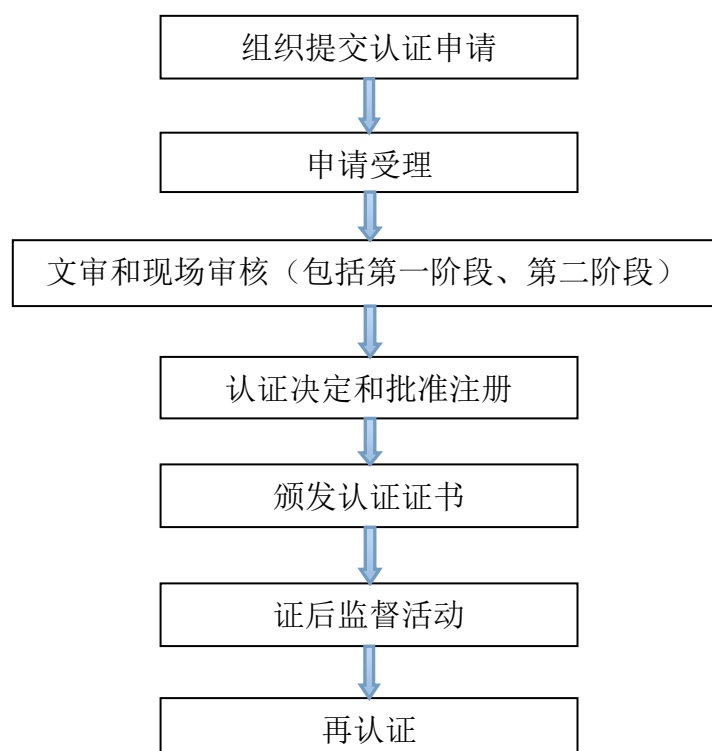 组织提交认证申请
申请受理
文审和现场审核（包括第一阶段、第二阶段）
认证决定和批准注册
颁发认证证书
证后监督活动
再认证